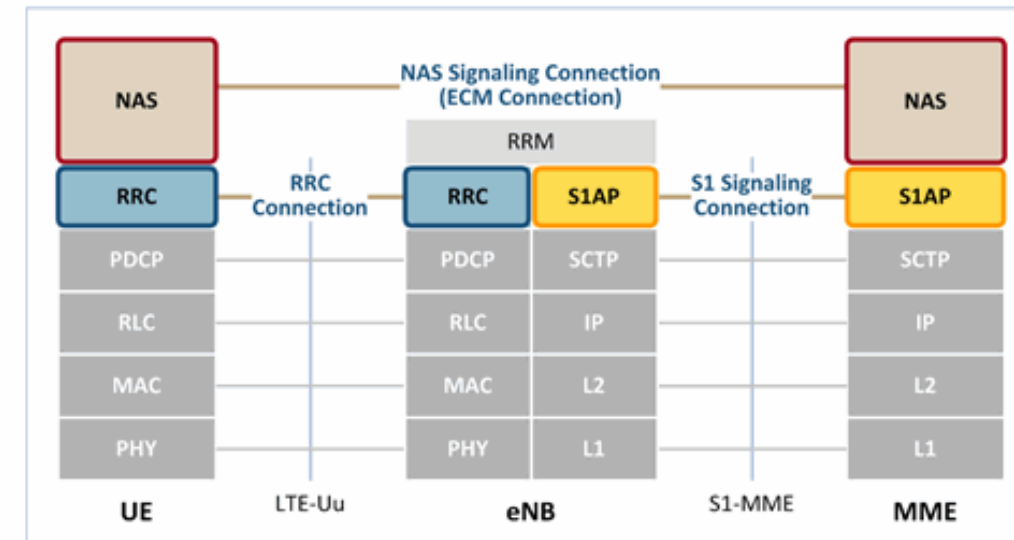 NAS
NAS Signaling Connection
(ECM Connection)
NAS
RRM
RRC
RRC
Connection
RRC
S1AP
S1 Signaling
Connection
S1AP
PDCP
PDCP
SCTP
SCTP
RLC
RLC
IP
IP
MAC
MAC
L2
L2
PHY
PHY
L1
L1
UE
LTE-Uu
eNB
S1-MME
MME